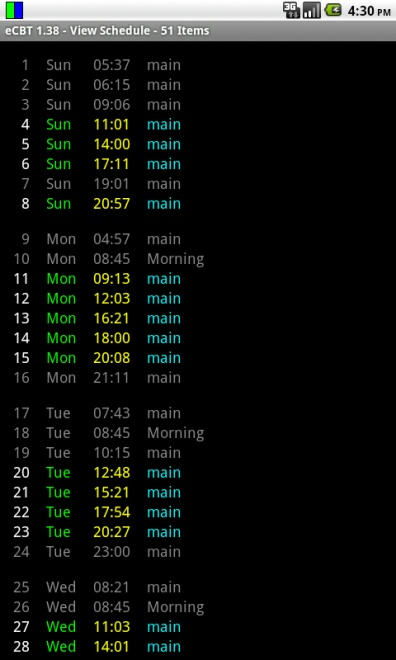 3G 4:30 PM
eCBT 1.38 - View Schedule - 51 Items
1 Sun 05:37 main
2 Sun 06:15 main
3 Sun 09:06 main
4 Sun 11:01 main
5 Sun 14:00 main
6 Sun 17:11 main
7 Sun 19:01 main
8 Sun 20:57 main
9 Mon 04:57 main
10 Mon 08:45 Morning
11 Mon 09:13 main
12 Mon 12:03 main
13 Mon 16:21 main
14 Mon 18:00 main
15 Mon 20:08 main
16 Mon 21:11 main
17 Tue 07:43 main
18 Tue 08:45 Morning
19 Tue 10:15 main
20 Tue 12:48 main
21 Tue 15:21 main
22 Tue 17:54 main
23 Tue 20:27 main
24 Tue 23:00 main
25 Wed 08:21 main
26 Wed 08:45 Morning
27 Wed 11:03 main
28 Wed 14:01 main